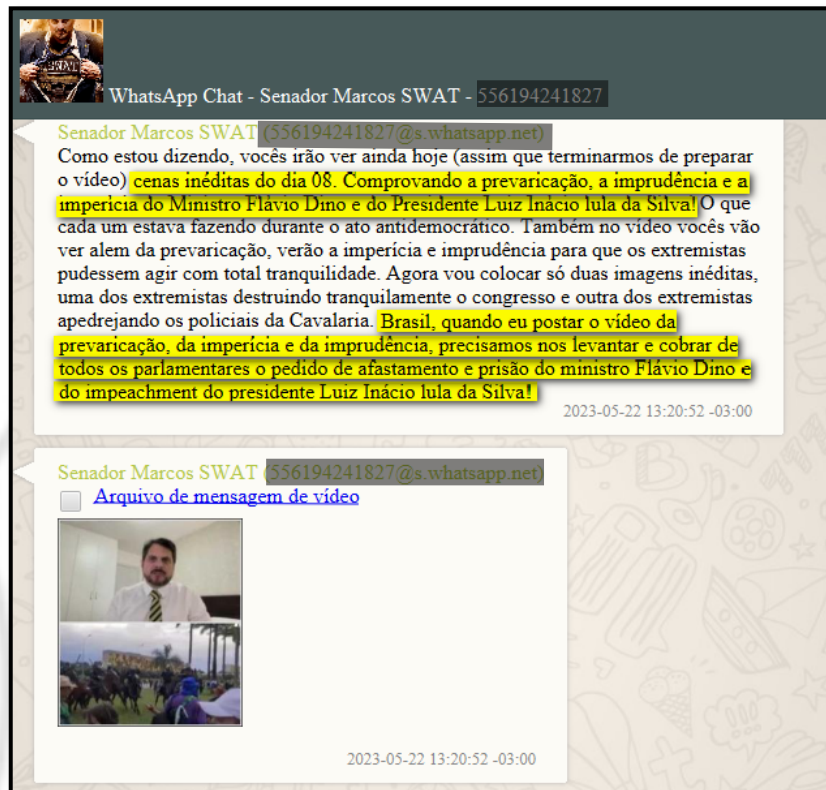 SWAT
WhatsApp Chat - Senador Marcos SWAT -
Senador Marcos SWAT
Como estou dizendo, vocês irão ver ainda hoje (assim que terminarmos de preparar
o vídeo) cenas inéditas do dia 08. Comprovando a prevaricação, a imprudência e a
imperícia do Ministro Flávio Dino e do Presidente Luiz Inácio lula da Silva! O que
cada um estava fazendo durante o ato antidemocrático. Também no vídeo vocês vão
ver alem da prevaricação, verão a imperícia e imprudência para que os extremistas
pudessem agir com total tranquilidade. Agora vou colocar só duas imagens inéditas,
uma dos extremistas destruindo tranquilamente o congresso e outra dos extremistas
apedrejando os policiais da Cavalaria. Brasil, quando eu postar o vídeo da
prevaricação, da imperícia e da imprudência, precisamos nos levantar e cobrar de
todos os parlamentares o pedido de afastamento e prisão do ministro Flávio Dino e
do impeachment do presidente Luiz Inácio lula da Silva!
2023-05-22 13:20:52 -03:00
Senador Marcos SWAT
Arquivo de mensagem de vídeo
2023-05-22 13:20:52 -03:00